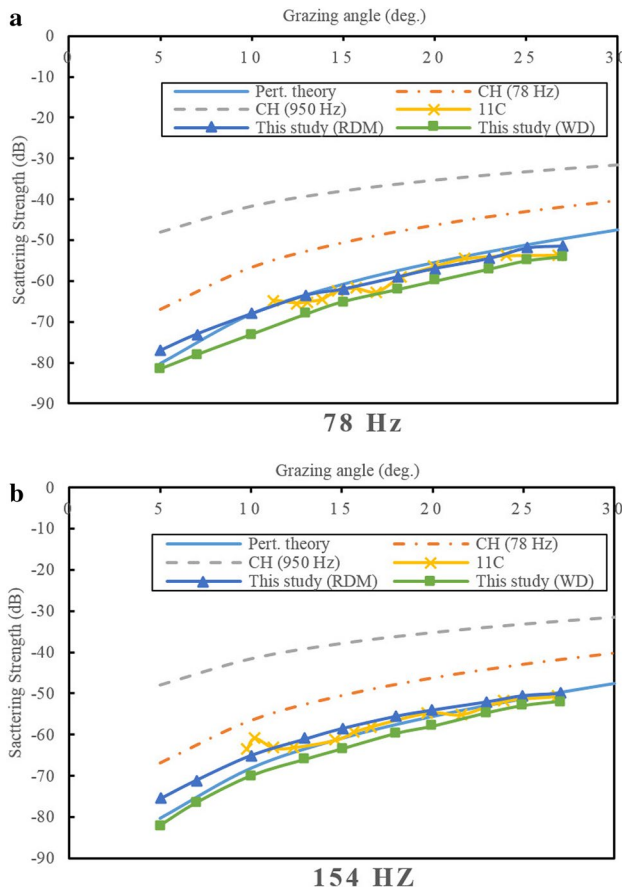 a
Grazing angle (deg.)
0
0 5 10 15 20 25 30
-10
Pert. theory CH (78 Hz)
CH (950 Hz) 11C
This study (RDM) This study (WD)
-20
-30
-40
-50
-60
-70
-80
-90
Scattering Strength (dB)
78 Hz
b
Grazing angle (deg.)
0
0 5 10 15 20 25 30
-10
Pert. theory CH (78 Hz)
CH (950 Hz) 11C
This study (RDM) This study (WD)
-20
-30
-40
-50
-60
-70
-80
-90
Sacttering Strength (dB)
154 HZ